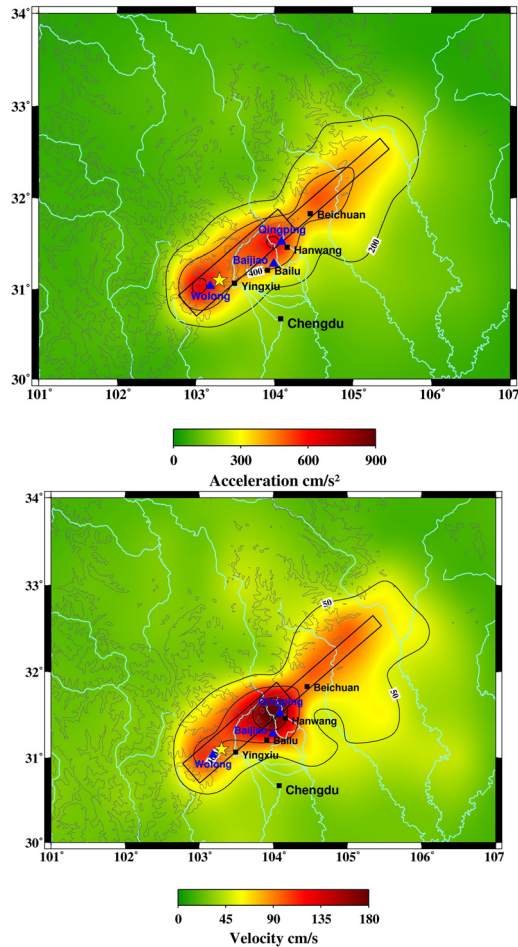 34˚
33˚
32˚
31˚
30˚
101˚ 102˚ 103˚ 104˚ 105˚ 106˚ 107˚
Beichuan
Qingping
Hanwang
200
Baijiao
Bailu
400
Yingxiu
Wolong
Chengdu
0 300 600 900
Acceleration cm/s²
34˚
33˚
32˚
31˚
30˚
101˚ 102˚ 103˚ 104˚ 105˚ 106˚ 107˚
50
50
Beichuan
Qingping
Hanwang
Baijiao
Bailu
Yingxiu
Wolong
Chengdu
0 45 90 135 180
Velocity cm/s